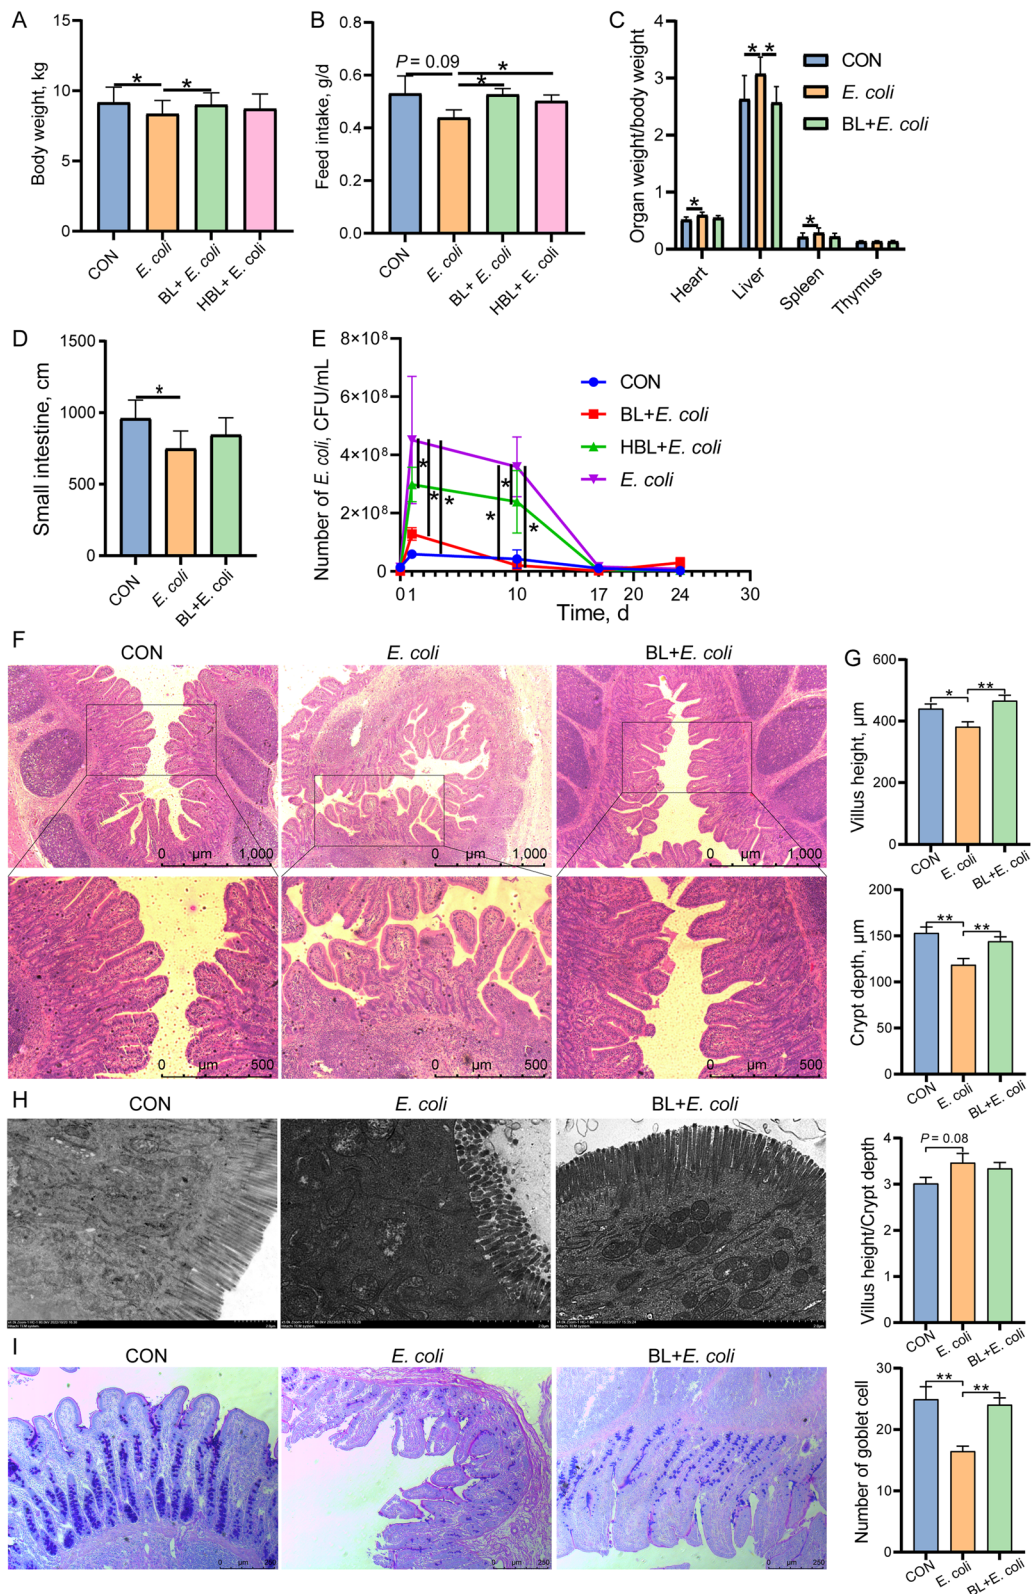 A
Body weight, kg
15
10
5
0
*
*
CON
E. coli
BL+ E. coli
HBL+ E. coli
B
Feed intake, g/d
0.8
0.6
0.4
0.2
0.0
P = 0.09
*
*
CON
E. coli
BL+ E. coli
HBL+ E. coli
C
Organ weight/body weight
4
3
2
1
0
*
* *
*
Heart
Liver
Spleen
Thymus
CON
E. coli
BL+E. coli
D
Small intestine, cm
1500
1000
500
0
*
CON
E. coli
BL+E. coli
E
Number of E. coli, CFU/mL
8×10⁸
6×10⁸
4×10⁸
2×10⁸
0
*
* *
*
*
*
0 1 10 17 20 24 30
Time, d
CON
BL+E. coli
HBL+E. coli
E. coli
F
CON E. coli BL+E. coli
0 µm 1,000
0 µm 1,000
0 µm 1,000
0 µm 500
0 µm 500
0 µm 500
G
Villus height, µm
600
400
200
0
* **
CON
E. coli
BL+E. coli
Crypt depth, µm
200
150
100
50
0
** **
CON
E. coli
BL+E. coli
Villus height/Crypt depth
4
3
2
1
0
P = 0.08
CON
E. coli
BL+E. coli
Number of goblet cell
30
20
10
0
** **
CON
E. coli
BL+E. coli
H
CON E. coli BL+E. coli
I
CON E. coli BL+E. coli
0 µm 250
0 µm 250
0 µm 250